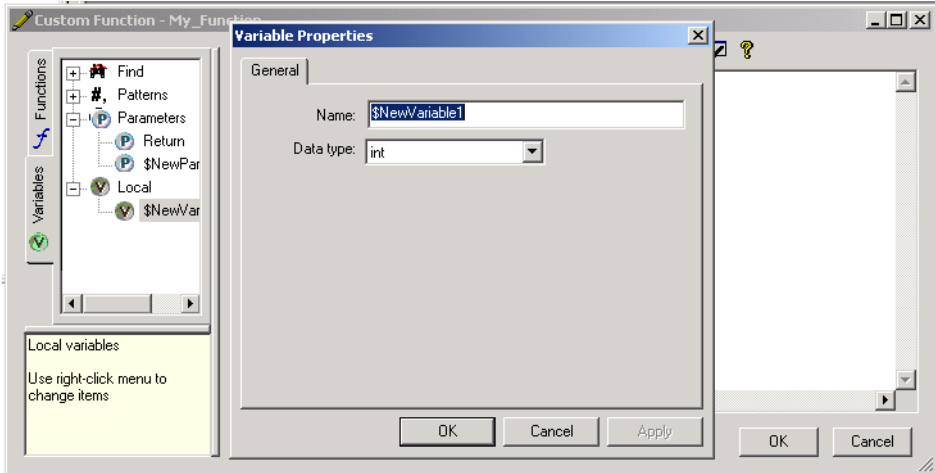 Custom Function - My_Function
Variable Properties
General
Name: $NewVariable1
Data type: int
Functions
Variables
Find
#, Patterns
Parameters
Return
$NewPar
Local
$NewVar
Local variables
Use right-click menu to
change items
OK Cancel Apply
OK Cancel